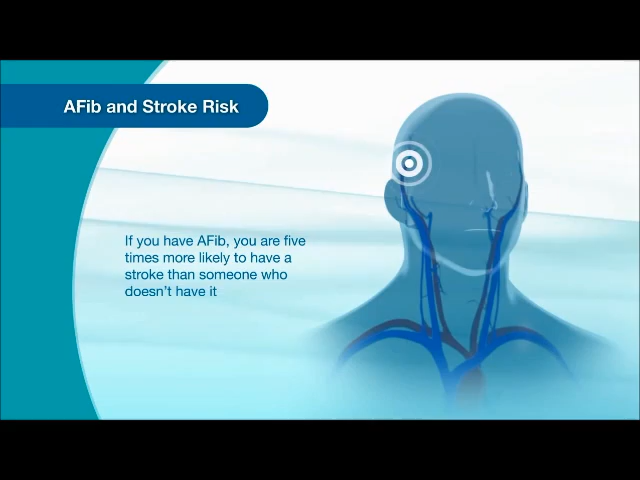 AFib and Stroke Risk
If you have AFib, you are five
times more likely to have a
stroke than someone who
doesn't have it